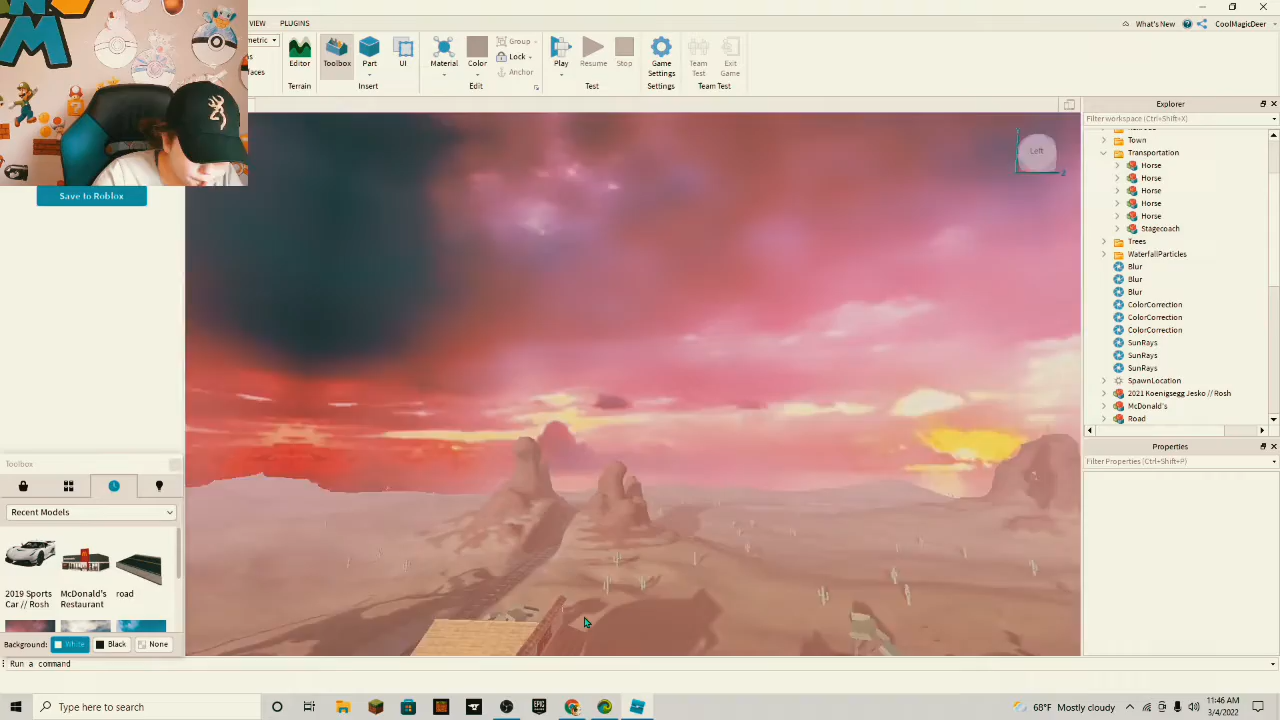 VIEW PLUGINS
What's New CoolMagicDeer
metric
Editor Toolbox Part UI
Material Color
Group
Lock
Anchor
Play Resume Stop
Game Settings
Team Test
Exit Game
Terrain Insert Edit Test Settings Team Test
Save to Roblox
Left
Explorer
Filter workspace (Ctrl+Shift+X)
Town
Transportation
Horse
Horse
Horse
Horse
Horse
Stagecoach
Trees
WaterfallParticles
Blur
Blur
Blur
ColorCorrection
ColorCorrection
ColorCorrection
SunRays
SunRays
SunRays
SpawnLocation
2021 Koenigsegg Jesko // Rosh
McDonald's
Road
Properties
Filter Properties (Ctrl+Shift+P)
Toolbox
Recent Models
2019 Sports Car // Rosh
McDonald's Restaurant
road
Background: White Black None
Run a command
Type here to search
EPIC
68°F Mostly cloudy
11:46 AM
3/4/2022